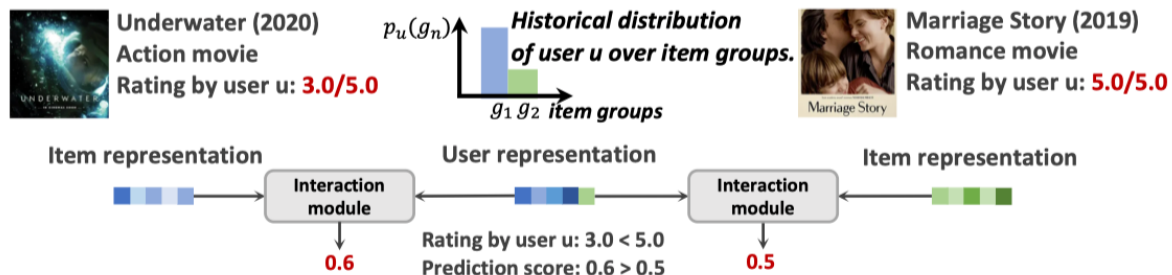 Underwater (2020)
Action movie
Rating by user u: 3.0/5.0
UNDERWATER
p_u(g_n)
Historical distribution
of user u over item groups.
g_1 g_2 item groups
Marriage Story
Marriage Story (2019)
Romance movie
Rating by user u: 5.0/5.0
Item representation
User representation
Item representation
Interaction
module
Interaction
module
Rating by user u: 3.0 < 5.0
Prediction score: 0.6 > 0.5
0.6
0.5